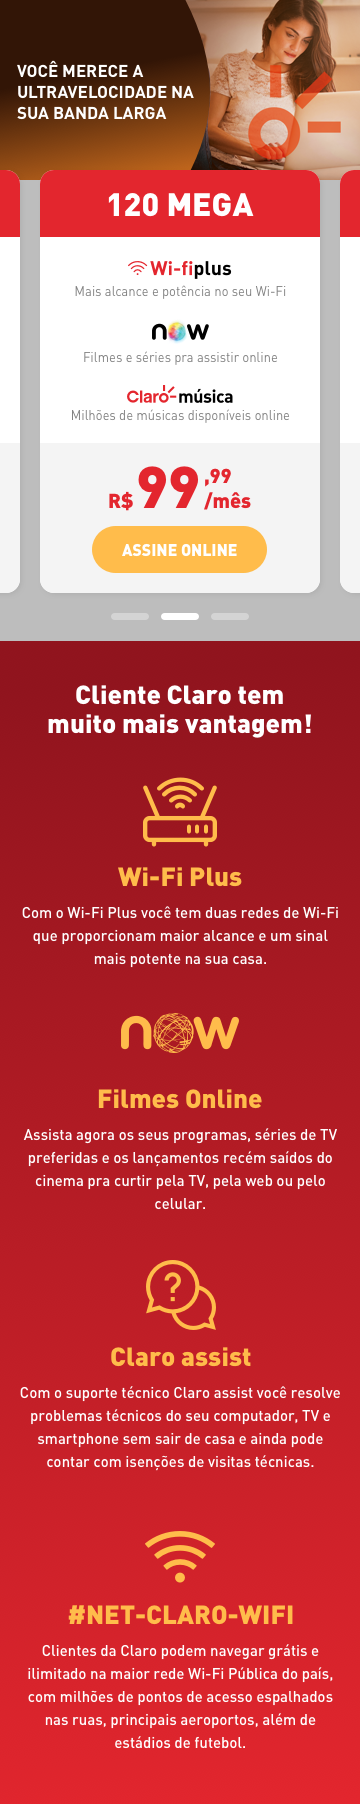 VOCÊ MERECE A
ULTRAVELOCIDADE NA
SUA BANDA LARGA
120 MEGA
Wi-fiplus
Mais alcance e potência no seu Wi-Fi
now
Filmes e séries pra assistir online
Claro música
Milhões de músicas disponíveis online
R$ 99,99 /mês
ASSINE ONLINE
Cliente Claro tem
muito mais vantagem!
Wi-Fi Plus
Com o Wi-Fi Plus você tem duas redes de Wi-Fi
que proporcionam maior alcance e um sinal
mais potente na sua casa.
now
Filmes Online
Assista agora os seus programas, séries de TV
preferidas e os lançamentos recém saídos do
cinema pra curtir pela TV, pela web ou pelo
celular.
?
Claro assist
Com o suporte técnico Claro assist você resolve
problemas técnicos do seu computador, TV e
smartphone sem sair de casa e ainda pode
contar com isenções de visitas técnicas.
#NET-CLARO-WIFI
Clientes da Claro podem navegar grátis e
ilimitado na maior rede Wi-Fi Pública do país,
com milhões de pontos de acesso espalhados
nas ruas, principais aeroportos, além de
estádios de futebol.